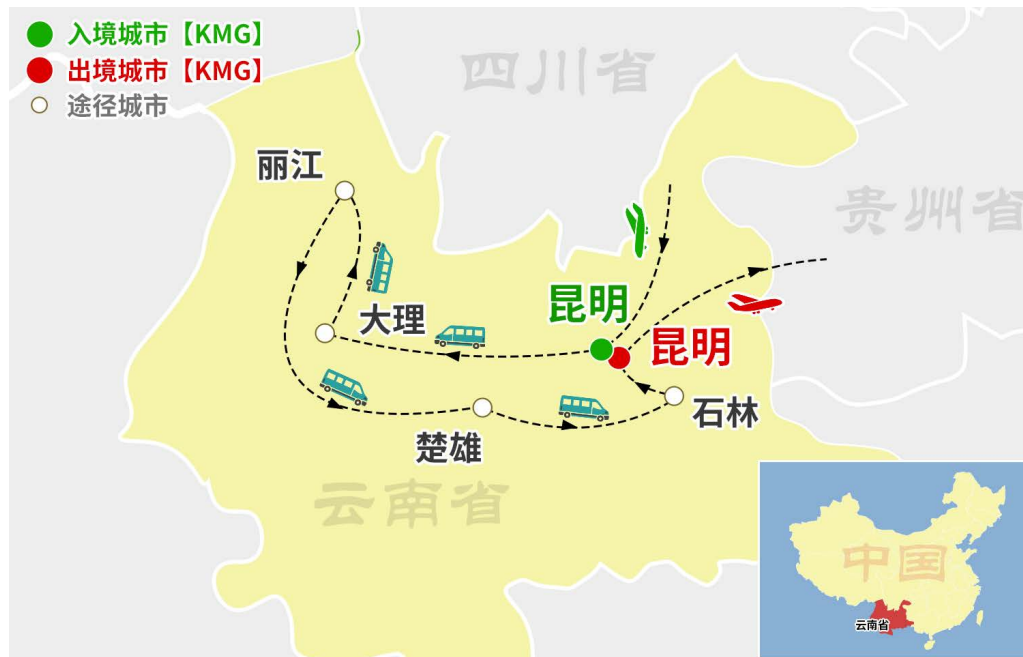 入境城市【KMG】
出境城市【KMG】
途径城市
四川省
丽江
贵州省
昆明
大理
昆明
石林
楚雄
云南省
中国
云南省